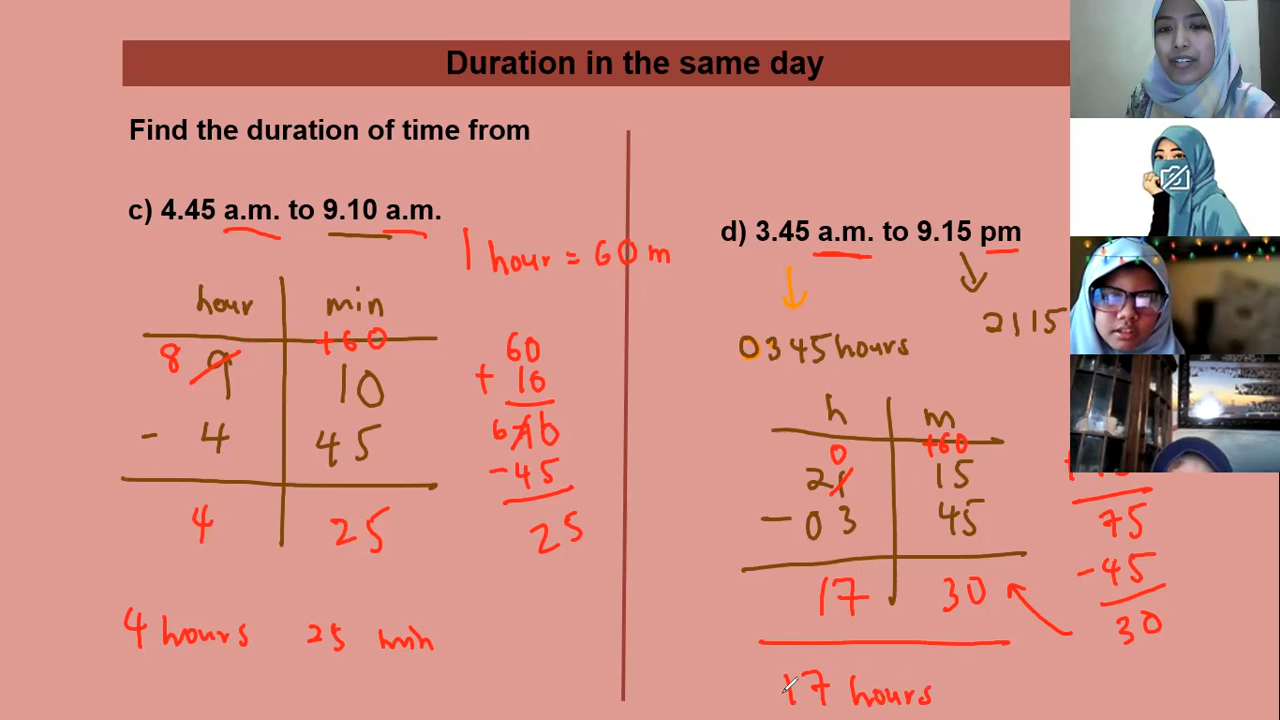 Duration in the same day
Find the duration of time from
c) 4.45 a.m. to 9.10 a.m.
1 hour = 60 m
hour min
+60
8 9 10
- 4 45
4 25
60
+ 10
6 7 10
- 45
25
4 hours 25 min
d) 3.45 a.m. to 9.15 pm
2115
0345 hours
h m
0 +60
21 15
- 03 45
17 30
75
- 45
30
17 hours